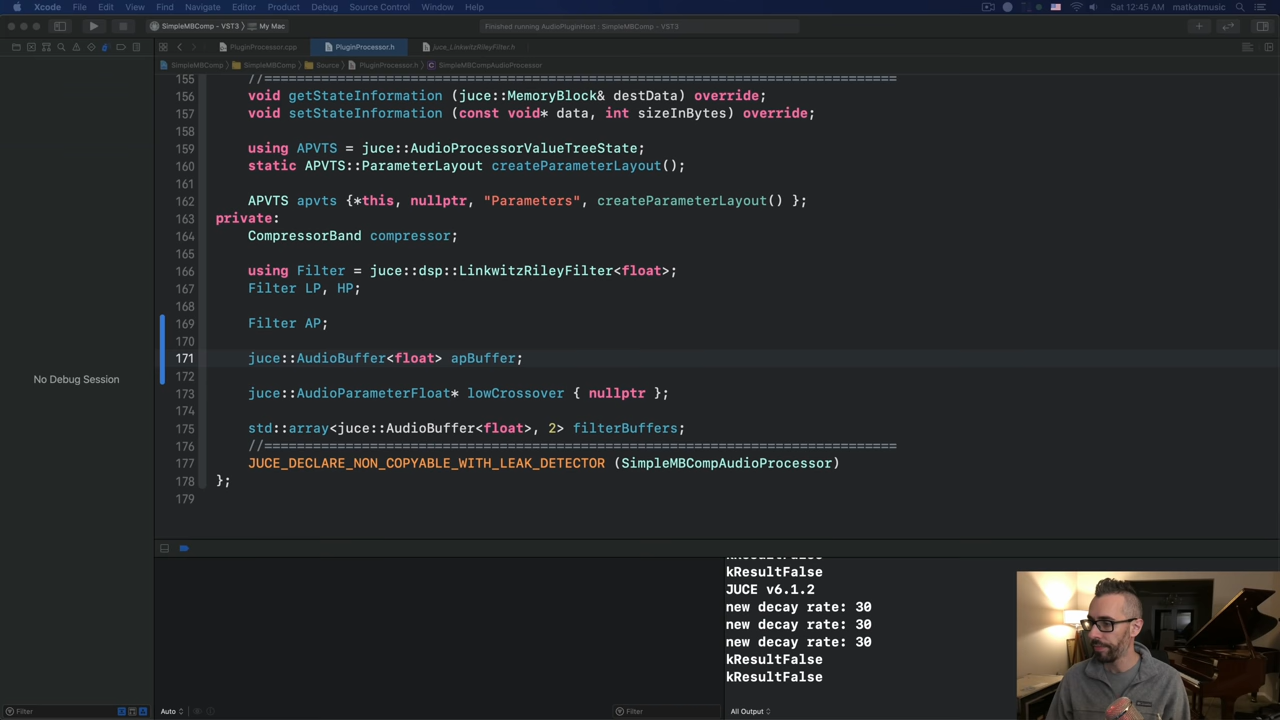 Xcode File Edit View Find Navigate Editor Product Debug Source Control Window Help
Sat 12:45 AM matkatmusic
SimpleMBComp - VST3 My Mac
Finished running AudioPluginHost : SimpleMBComp - VST3
PluginProcessor.cpp PluginProcessor.h juce_LinkwitzRileyFilter.h
SimpleMBComp SimpleMBComp Source PluginProcessor.h SimpleMBCompAudioProcessor
155 //==============================================================================
156 void getStateInformation (juce::MemoryBlock& destData) override;
157 void setStateInformation (const void* data, int sizeInBytes) override;
158
159 using APVTS = juce::AudioProcessorValueTreeState;
160 static APVTS::ParameterLayout createParameterLayout();
161
162 APVTS apvts {*this, nullptr, "Parameters", createParameterLayout() };
163 private:
164 CompressorBand compressor;
165
166 using Filter = juce::dsp::LinkwitzRileyFilter<float>;
167 Filter LP, HP;
168
169 Filter AP;
170
171 juce::AudioBuffer<float> apBuffer;
172
173 juce::AudioParameterFloat* lowCrossover { nullptr };
174
175 std::array<juce::AudioBuffer<float>, 2> filterBuffers;
176 //==============================================================================
177 JUCE_DECLARE_NON_COPYABLE_WITH_LEAK_DETECTOR (SimpleMBCompAudioProcessor)
178 };
179
No Debug Session
kResultFalse
kResultFalse
JUCE v6.1.2
new decay rate: 30
new decay rate: 30
new decay rate: 30
kResultFalse
kResultFalse
Filter
Auto
Filter
All Output